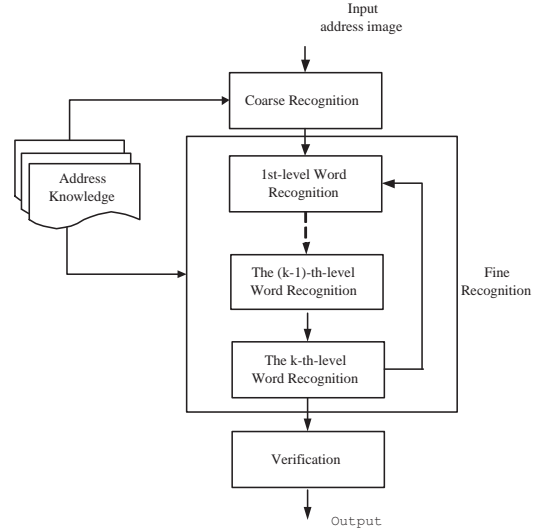 Input
address image
Coarse Recognition
Address
Knowledge
1st-level Word
Recognition
The (k-1)-th-level
Word Recognition
Fine
Recognition
The k-th-level
Word Recognition
Verification
Output